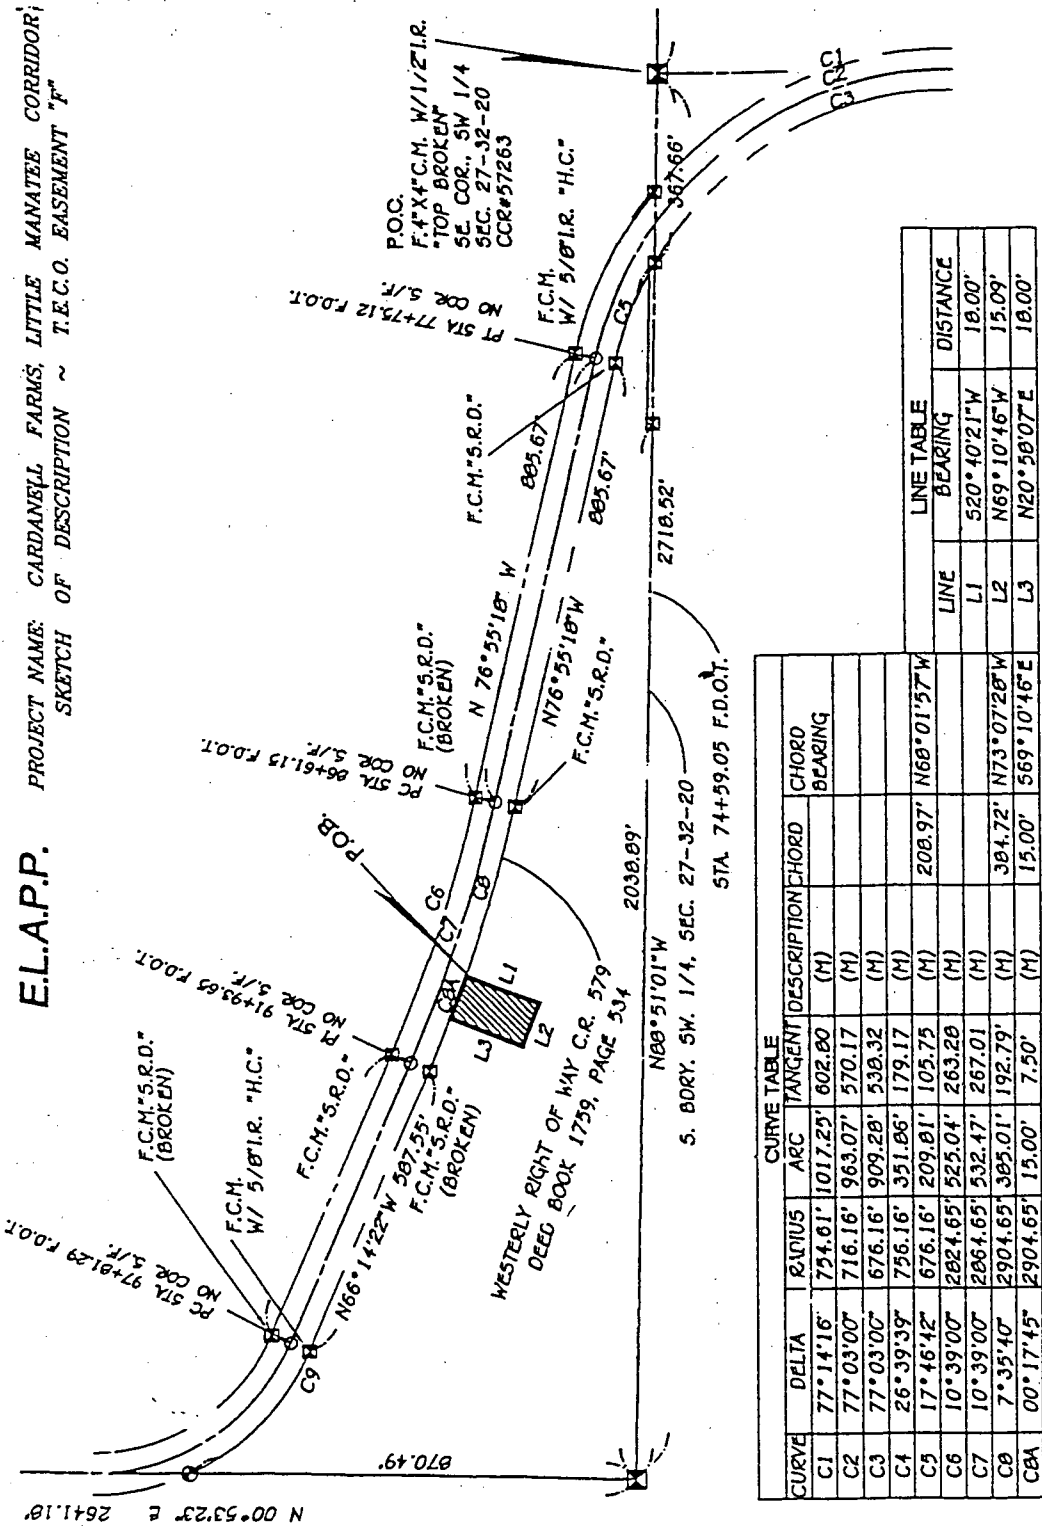 E.L.A.P.P.
PROJECT NAME: CARDANELL FARMS, LITTLE MANATEE CORRIDOR;
SKETCH OF DESCRIPTION ~ T.E.C.O. EASEMENT "F"
P.O.C.
F.4"X4"C.M. W/1/2"I.R.
"TOP BROKEN"
SE COR., SW 1/4
SEC. 27-32-20
CCR#57263
C1
C2
C3
367.66'
F.C.M.
W/ 5/8"I.R. "H.C."
PT STA 77+75.12 F.D.O.T.
NO COR. S./F.
C5
F.C.M."S.R.D."
885.67'
885.67'
2718.52'
N 76°55'18" W
N76°55'18"W
F.C.M."S.R.D."
(BROKEN)
F.C.M."S.R.D."
PC STA. 86+61.15 F.D.O.T.
NO COR. S./F.
STA. 74+59.05 F.D.O.T.
P.O.B.
C6
C7
C8
C8A
L1
L2
L3
2038.89'
N88°51'01"W
S. BDRY. SW. 1/4, SEC. 27-32-20
WESTERLY RIGHT OF WAY C.R. 579
DEED BOOK 1759, PAGE 534
PI STA. 91+93.65 F.D.O.T.
NO COR. S./F.
F.C.M."S.R.D."
(BROKEN)
F.C.M."S.R.D."
F.C.M.
W/ 5/8"I.R. "H.C."
N66°14'22"W 587.55'
F.C.M."S.R.D."
(BROKEN)
PC STA. 97+81.29 F.D.O.T.
NO COR. S./F.
C9
870.49'
N 00°53'23" E 2641.18'
CURVE TABLE
CURVE DELTA RADIUS ARC TANGENT DESCRIPTION CHORD CHORD BEARING
C1 77°14'16" 754.61' 1017.25' 602.80 (M)
C2 77°03'00" 716.16' 963.07' 570.17 (M)
C3 77°03'00" 676.16' 909.28' 538.32 (M)
C4 26°39'39" 756.16' 351.86' 179.17 (M)
C5 17°46'42" 676.16' 209.81' 105.75 (M) 208.97' N68°01'57"W
C6 10°39'00" 2824.65' 525.04' 263.28 (M)
C7 10°39'00" 2864.65' 532.47' 267.01 (M)
C8 7°35'40" 2904.65' 385.01' 192.79' (M) 384.72' N73°07'28"W
C8A 00°17'45" 2904.65' 15.00' 7.50' (M) 15.00' S69°10'46"E
LINE TABLE
LINE BEARING DISTANCE
L1 S20°40'21"W 18.00'
L2 N69°10'46"W 15.09'
L3 N20°58'07"E 18.00'